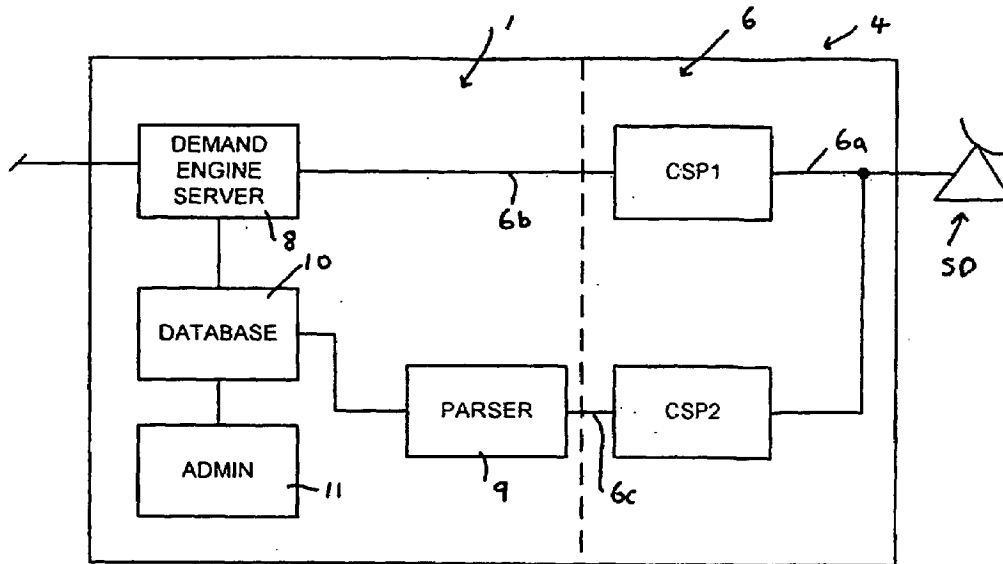 1
6
4
DEMAND
ENGINE
SERVER
8
6b
CSP1
6a
SD
10
DATABASE
PARSER
9
6c
CSP2
ADMIN
11